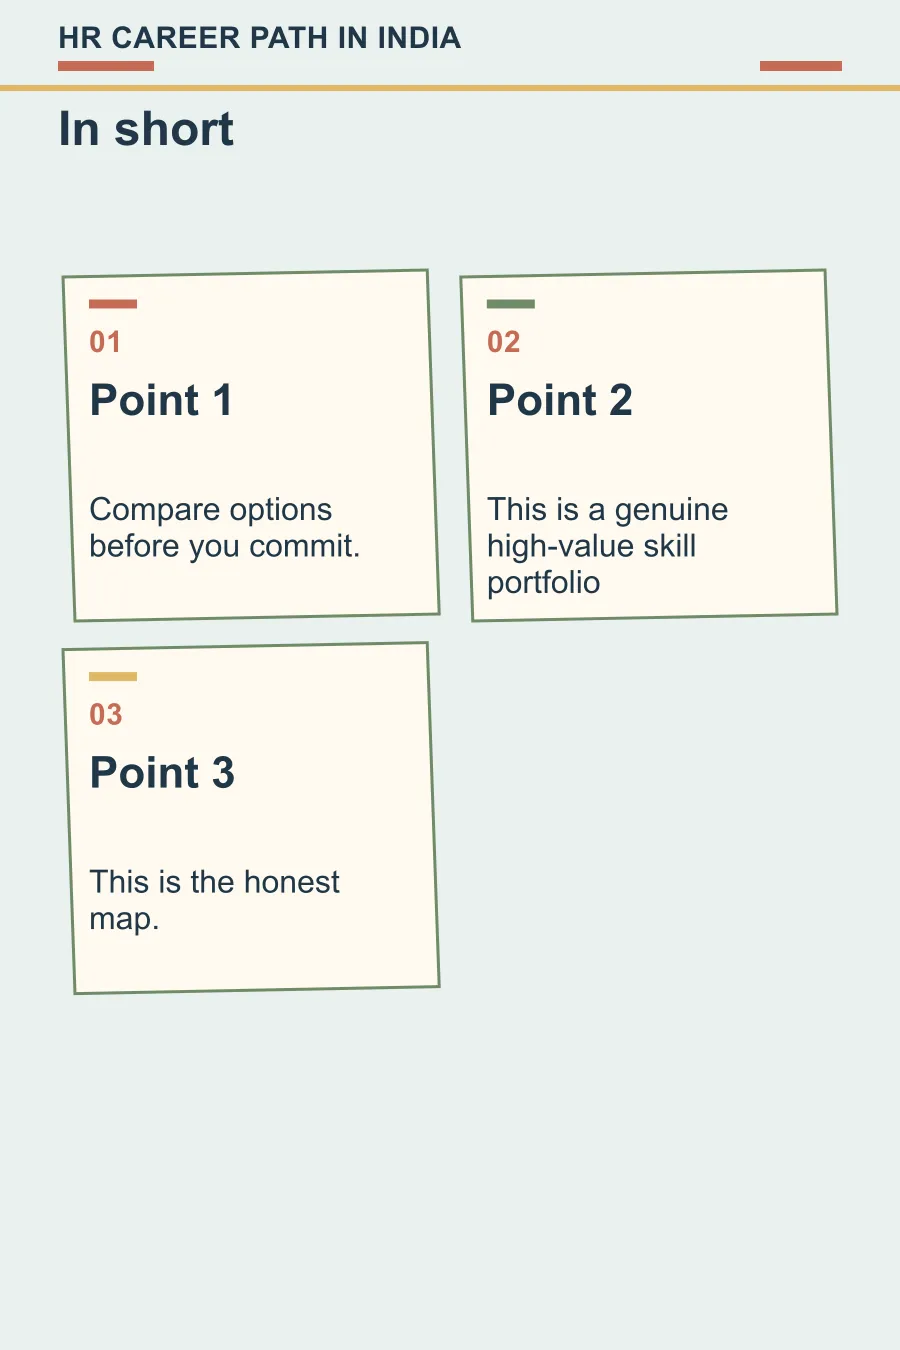 HR CAREER PATH IN INDIA
In short
01
Point 1
Compare options
before you commit.
02
Point 2
This is a genuine
high-value skill
portfolio
03
Point 3
This is the honest
map.